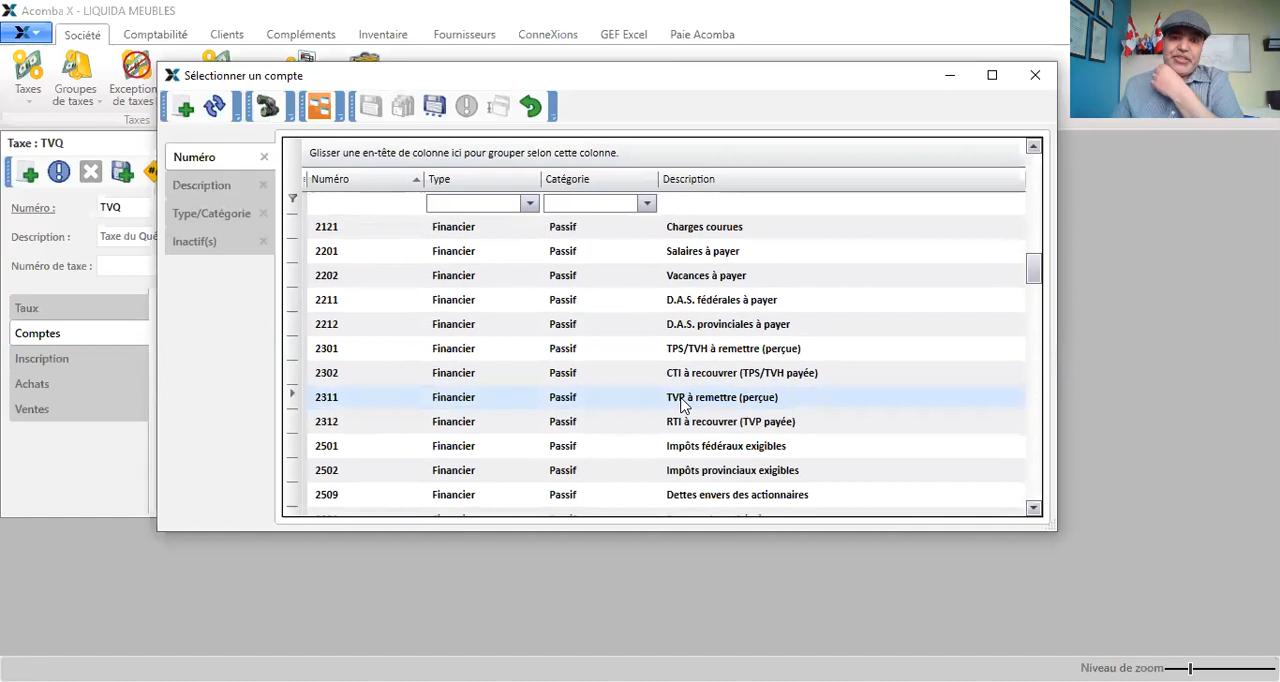 Acomba X - LIQUIDA MEUBLES
Société Comptabilité Clients Compléments Inventaire Fournisseurs ConneXions GEF Excel Paie Acomba
Taxes
Groupes de taxes
Exception de taxes
Taxes
Taxe : TVQ
Numéro : TVQ
Description : Taxe du Qué
Numéro de taxe :
Taux
Comptes
Inscription
Achats
Ventes
Sélectionner un compte
Numéro
Description
Type/Catégorie
Inactif(s)
Glisser une en-tête de colonne ici pour grouper selon cette colonne.
Numéro Type Catégorie Description
2121 Financier Passif Charges courues
2201 Financier Passif Salaires à payer
2202 Financier Passif Vacances à payer
2211 Financier Passif D.A.S. fédérales à payer
2212 Financier Passif D.A.S. provinciales à payer
2301 Financier Passif TPS/TVH à remettre (perçue)
2302 Financier Passif CTI à recouvrer (TPS/TVH payée)
2311 Financier Passif TVP à remettre (perçue)
2312 Financier Passif RTI à recouvrer (TVP payée)
2501 Financier Passif Impôts fédéraux exigibles
2502 Financier Passif Impôts provinciaux exigibles
2509 Financier Passif Dettes envers des actionnaires
Niveau de zoom